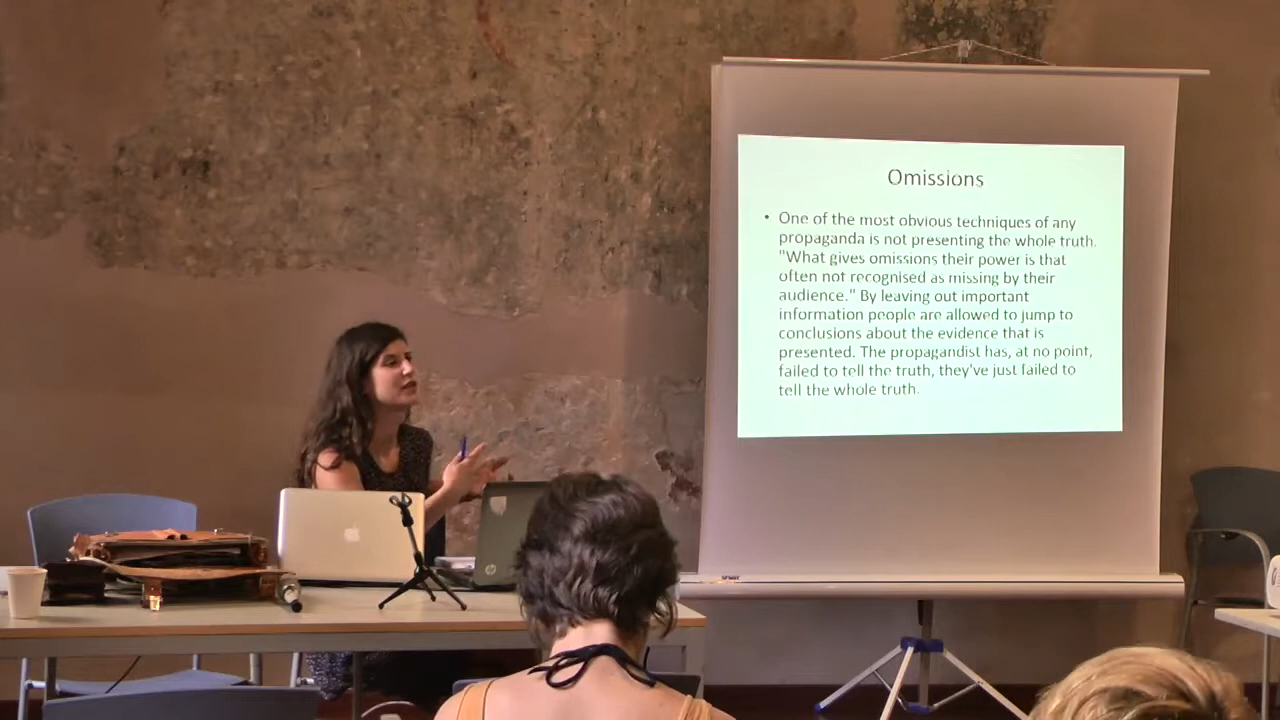 Omissions
• One of the most obvious techniques of any
propaganda is not presenting the whole truth.
"What gives omissions their power is that
often not recognised as missing by their
audience." By leaving out important
information people are allowed to jump to
conclusions about the evidence that is
presented. The propagandist has, at no point,
failed to tell the truth, they've just failed to
tell the whole truth.
hp